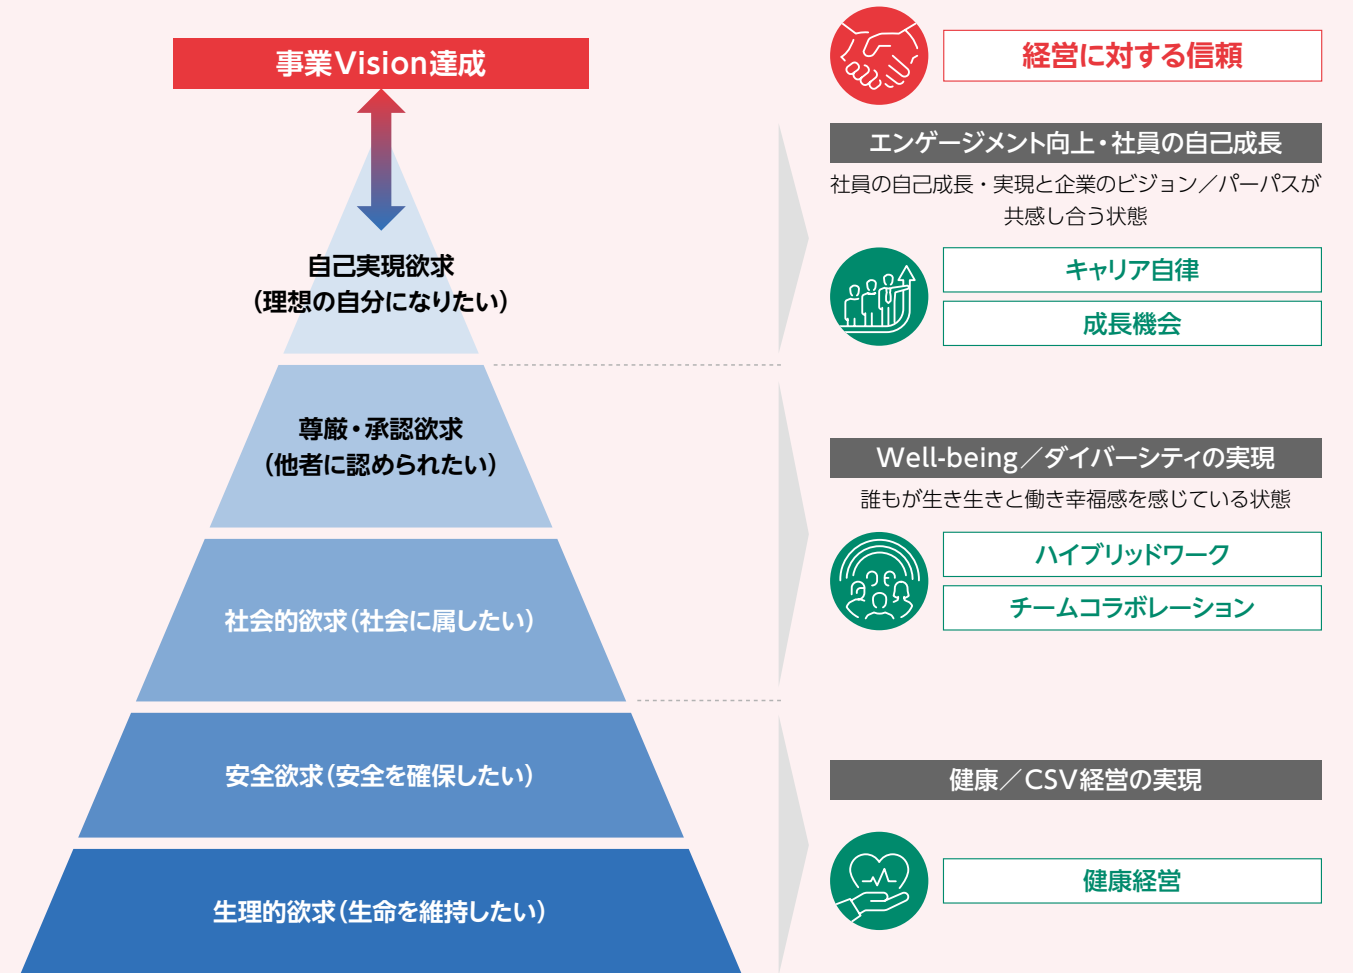 事業Vision達成
自己実現欲求
（理想の自分になりたい）
尊厳・承認欲求
（他者に認められたい）
社会的欲求（社会に属したい）
安全欲求（安全を確保したい）
生理的欲求（生命を維持したい）
経営に対する信頼
エンゲージメント向上・社員の自己成長
社員の自己成長・実現と企業のビジョン／パーパスが
共感し合う状態
キャリア自律
成長機会
Well-being／ダイバーシティの実現
誰もが生き生きと働き幸福感を感じている状態
ハイブリッドワーク
チームコラボレーション
健康／CSV経営の実現
健康経営